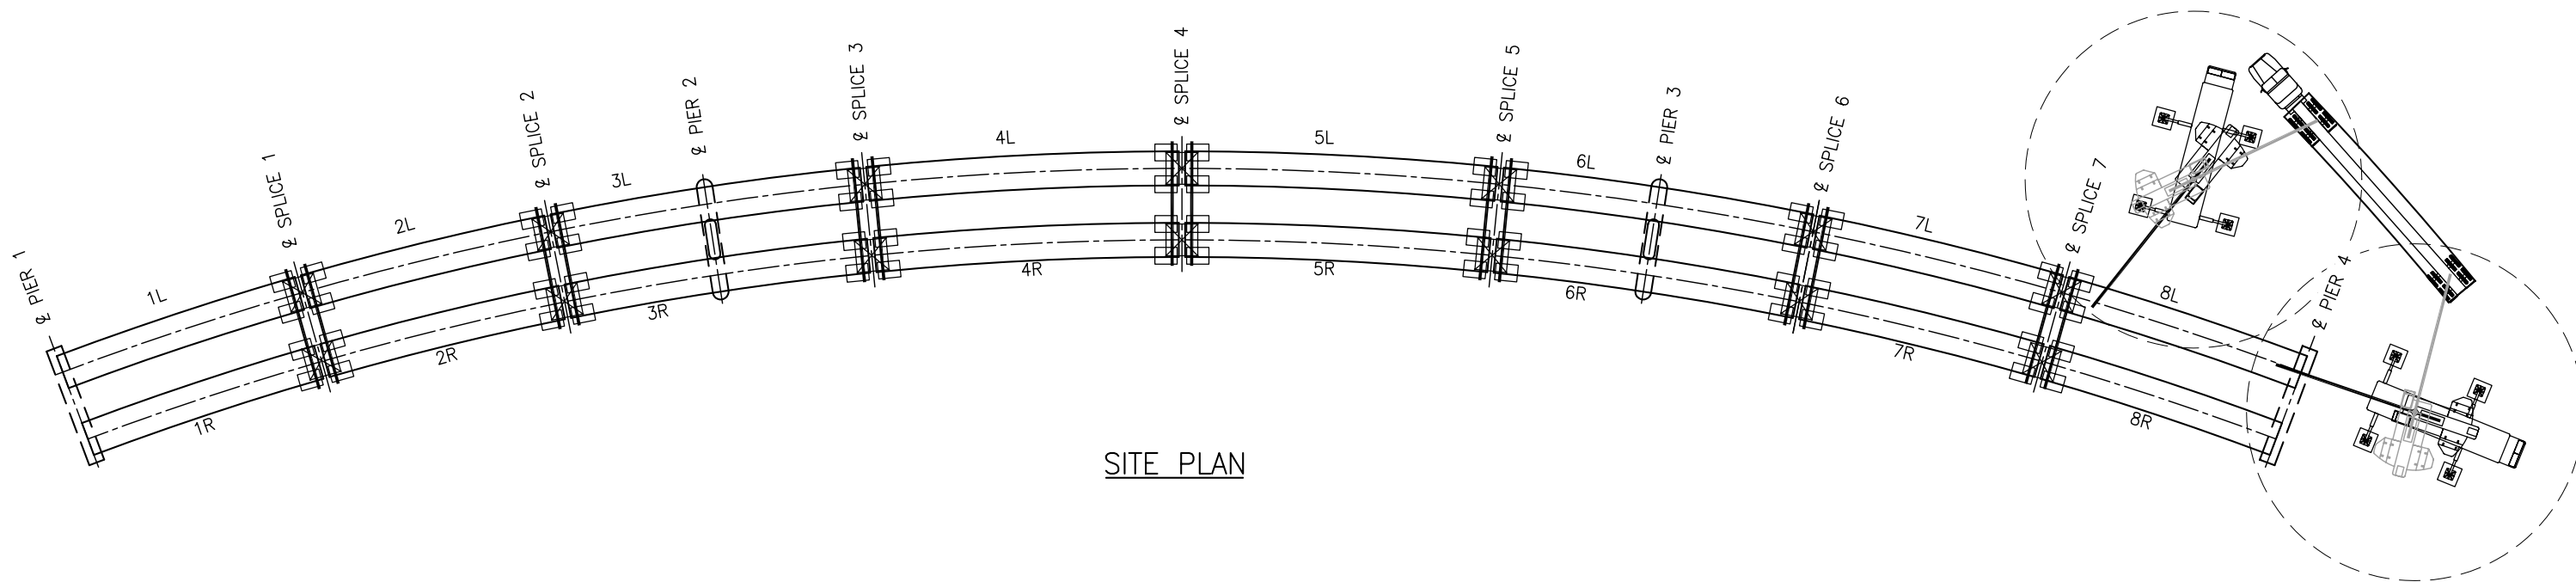 ℄ PIER 1
℄ SPLICE 1
℄ SPLICE 2
℄ PIER 2
℄ SPLICE 3
℄ SPLICE 4
℄ SPLICE 5
℄ PIER 3
℄ SPLICE 6
℄ SPLICE 7
℄ PIER 4
1L
2L
3L
4L
5L
6L
7L
8L
1R
2R
3R
4R
5R
6R
7R
8R
SITE PLAN